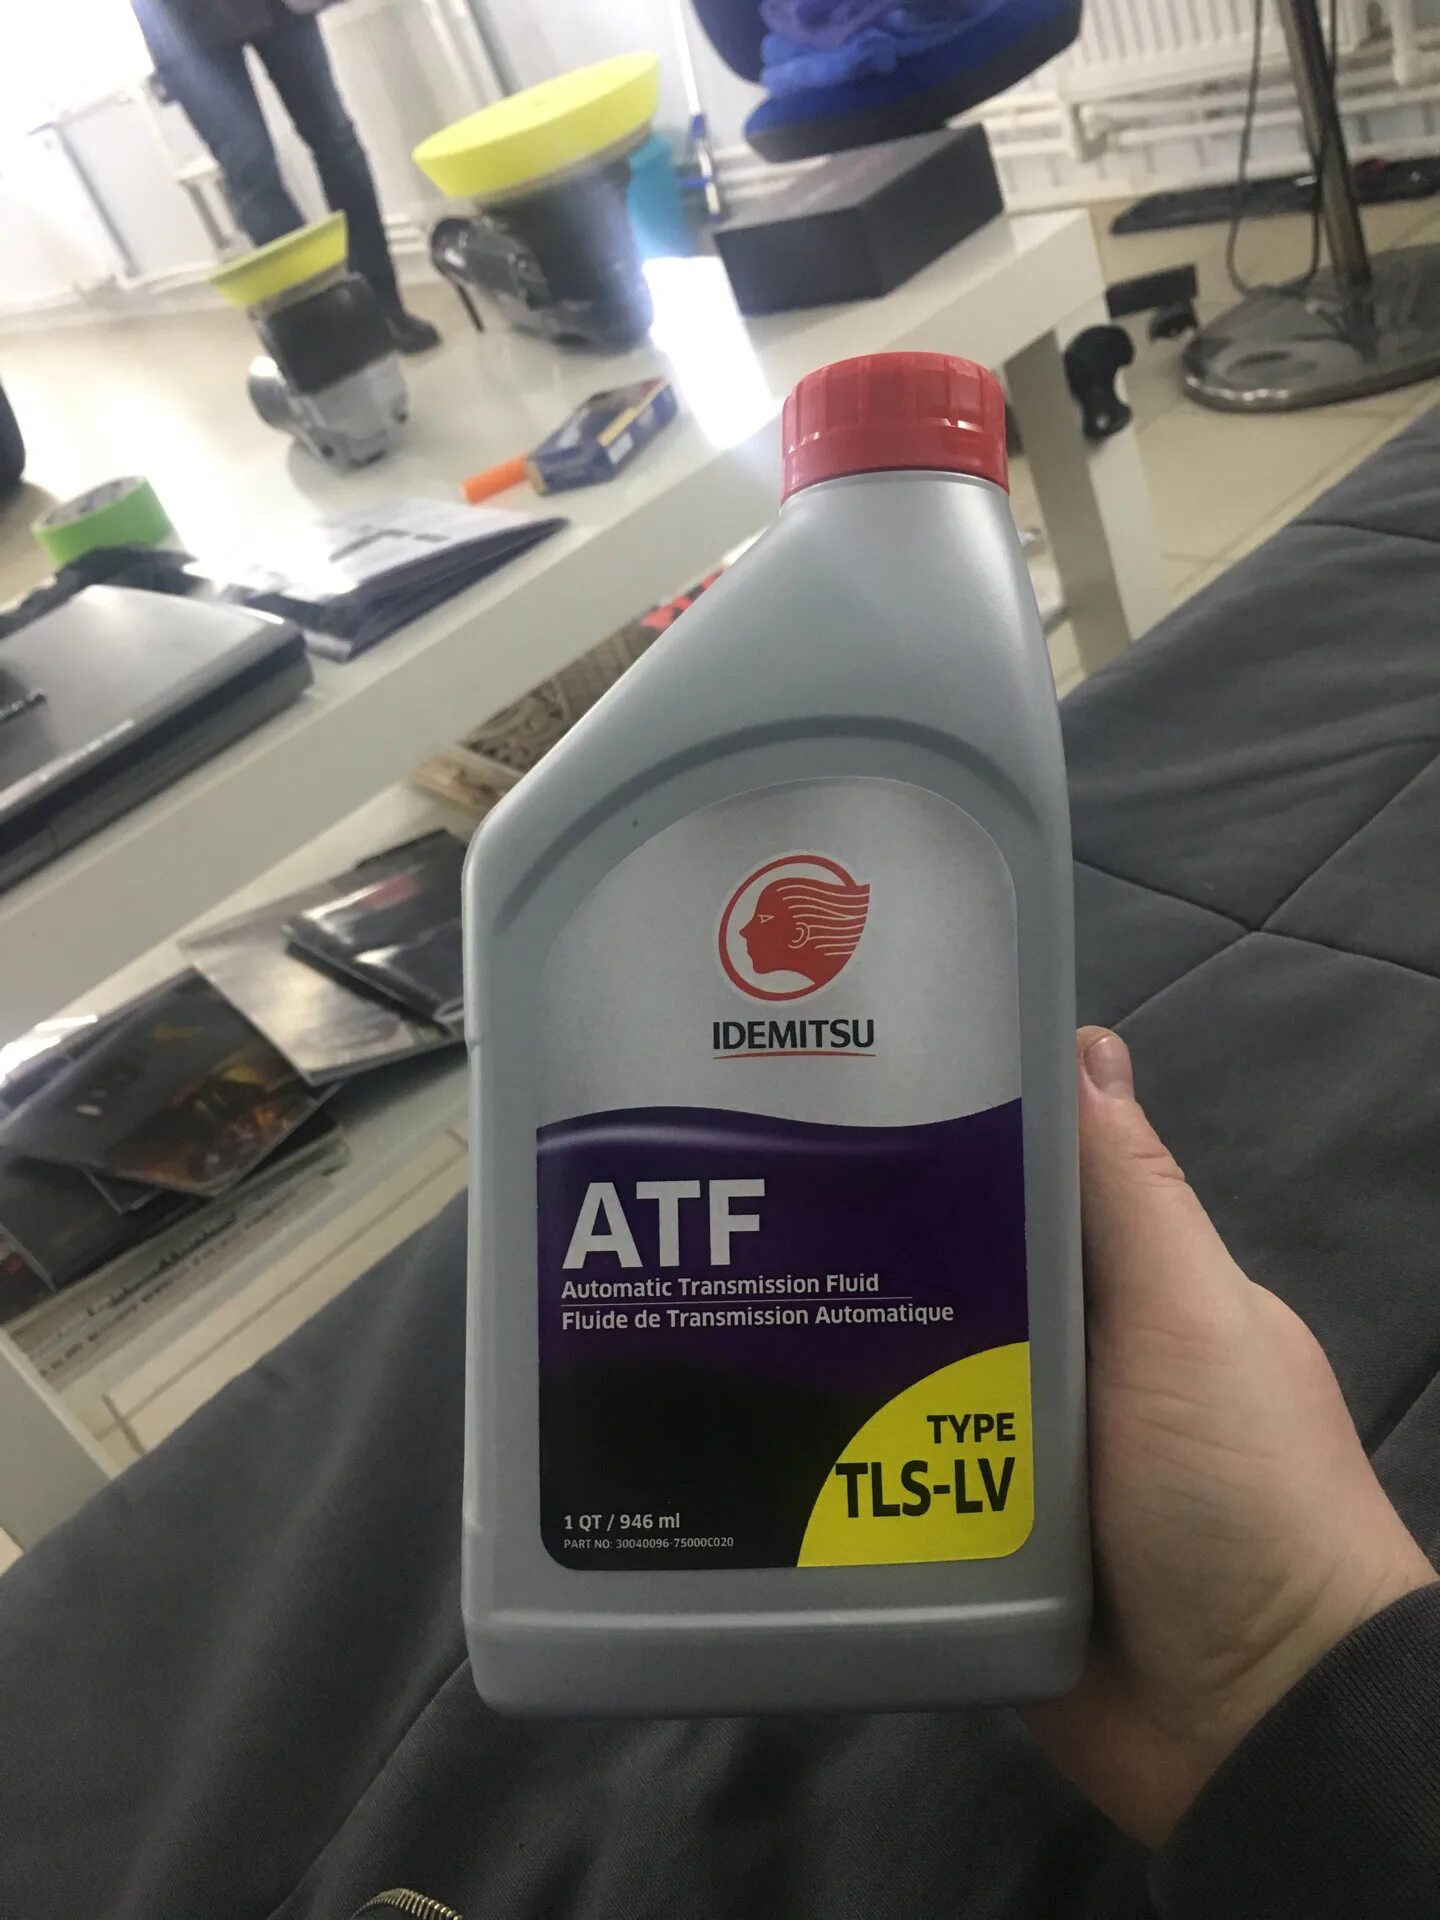 IDEMITSU
ATF
Automatic Transmission Fluid
Fluide de Transmission Automatique
TYPE
TLS-LV
1 QT / 946 ml
PART NO: 30040096-75000C020